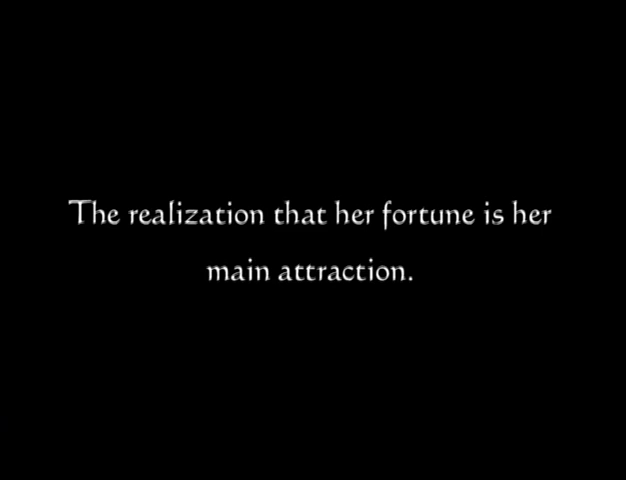 The realization that her fortune is her
main attraction.